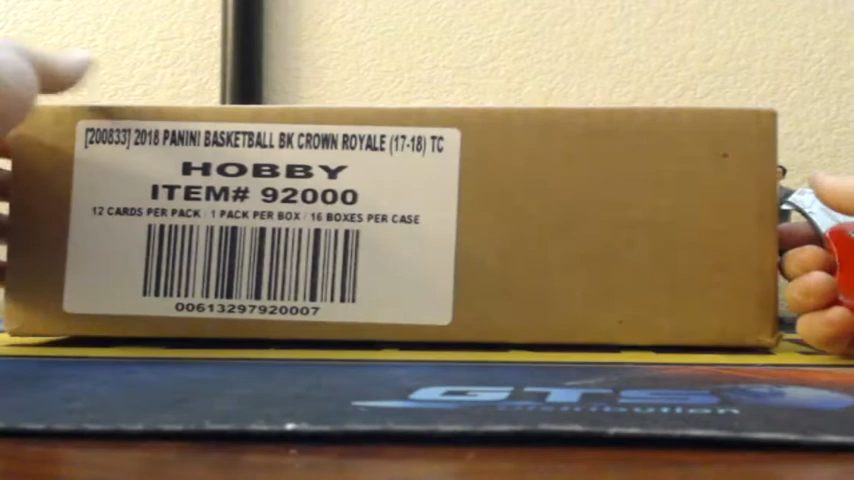 [200833] 2018 PANINI BASKETBALL BK CROWN ROYALE (17-18) TC
HOBBY
ITEM# 92000
12 CARDS PER PACK / 1 PACK PER BOX / 16 BOXES PER CASE
00613297920007
GTS
Distribution